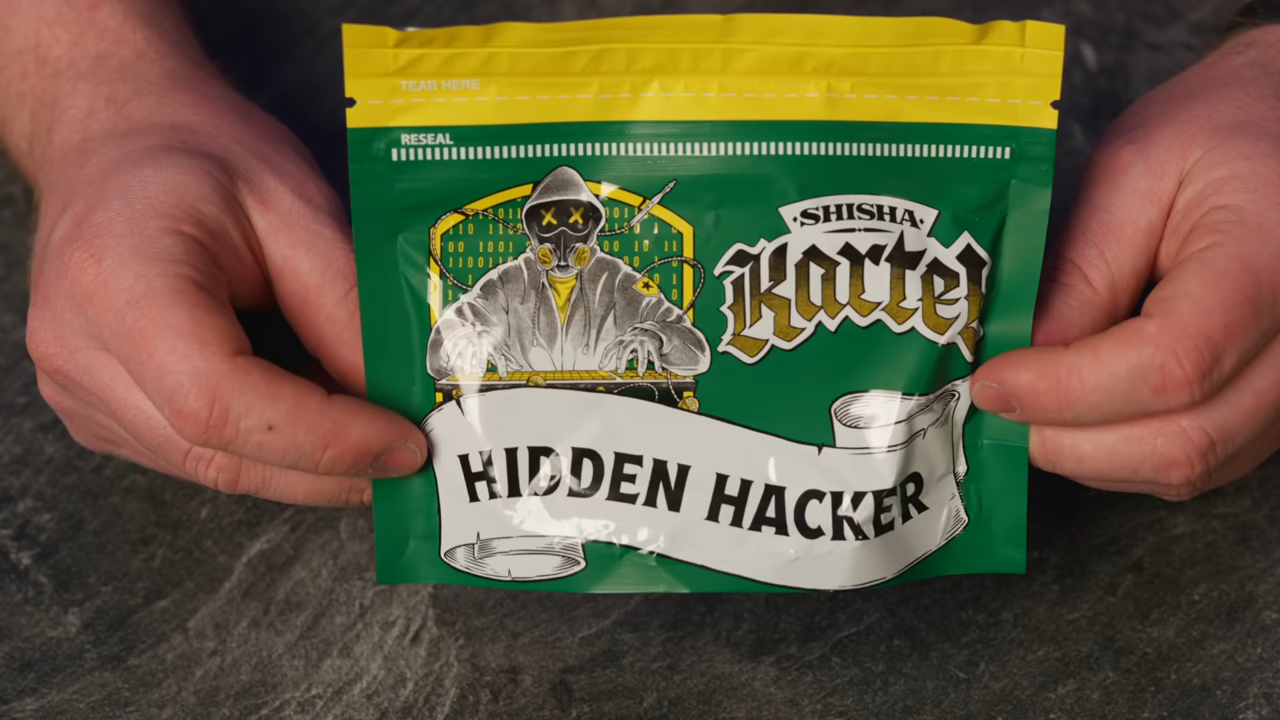 TEAR HERE
RESEAL
·SHISHA·
Kartel
HIDDEN HACKER